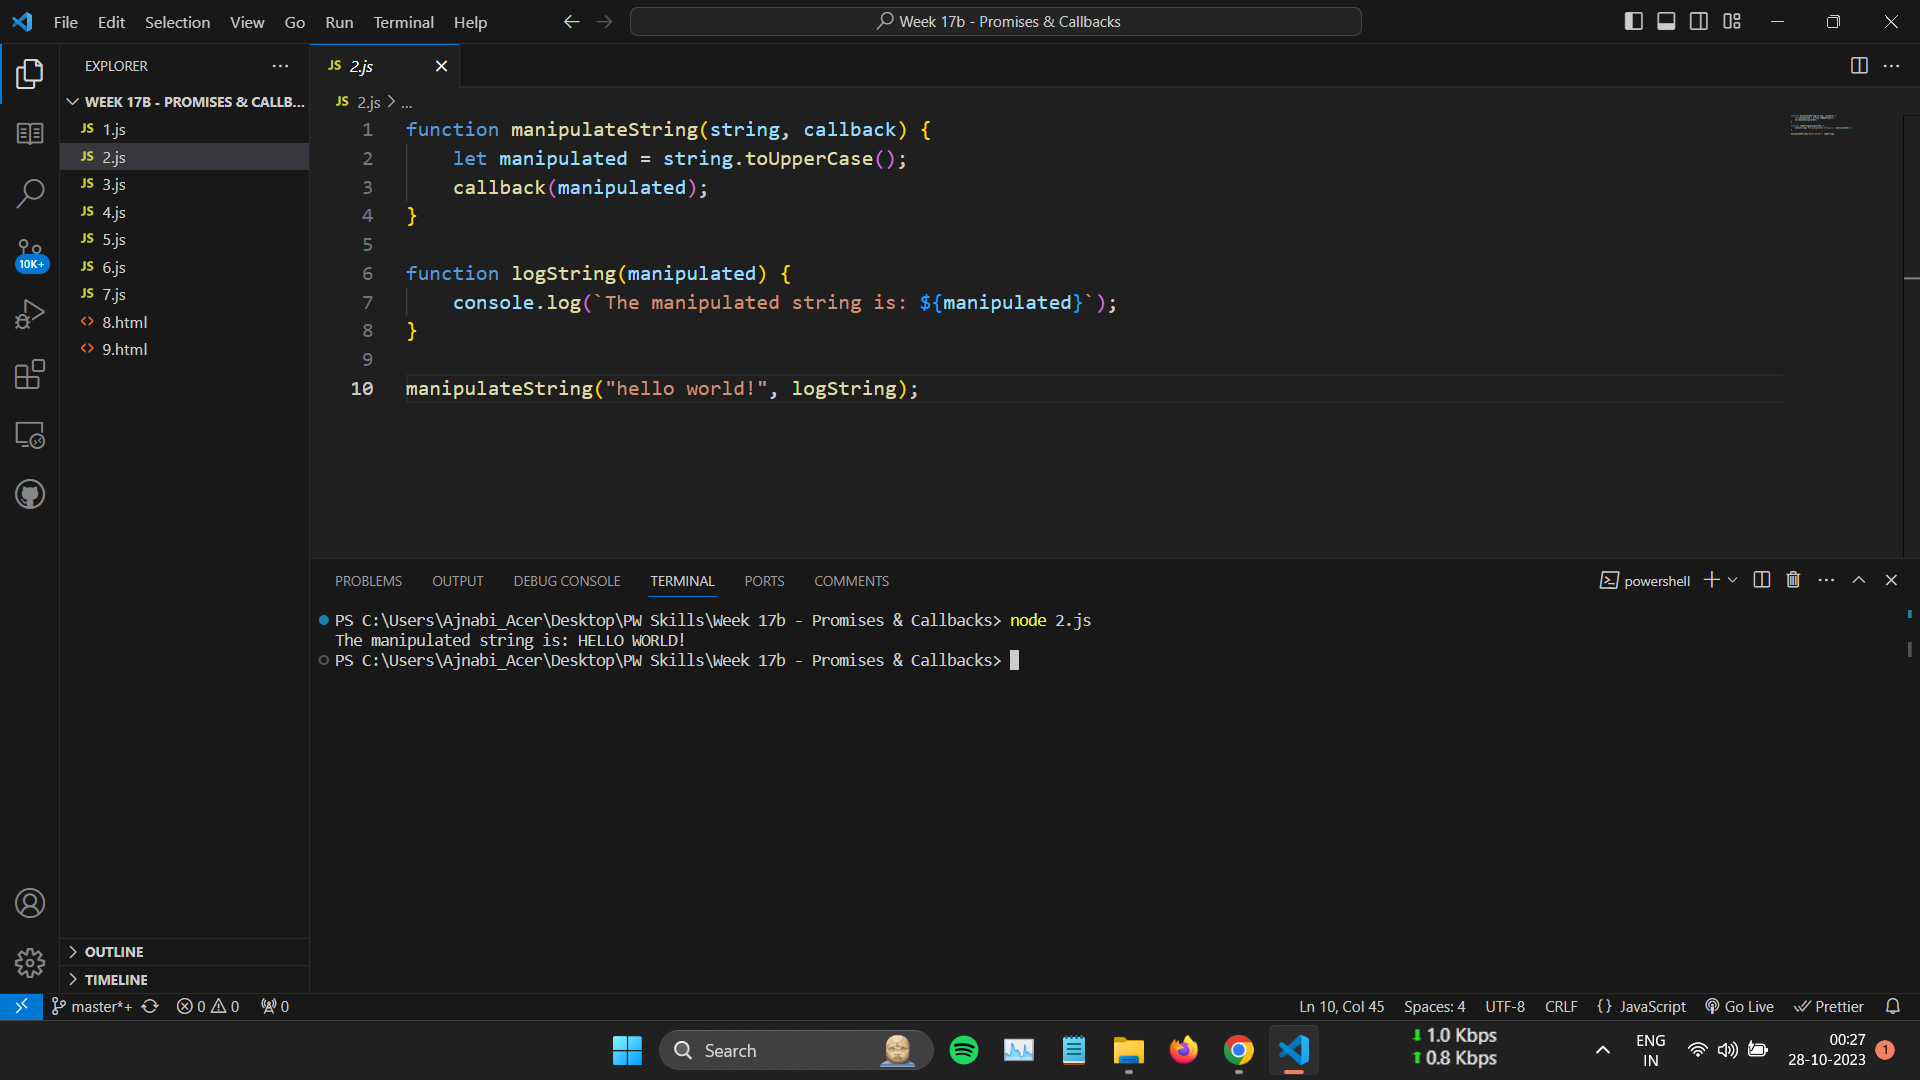 File Edit Selection View Go Run Terminal Help
Week 17b - Promises & Callbacks
EXPLORER
WEEK 17B - PROMISES & CALLB...
JS 1.js
JS 2.js
JS 3.js
JS 4.js
JS 5.js
JS 6.js
JS 7.js
<> 8.html
<> 9.html
10K+
OUTLINE
TIMELINE
JS 2.js
JS 2.js > ...
1 function manipulateString(string, callback) {
2 let manipulated = string.toUpperCase();
3 callback(manipulated);
4 }
5
6 function logString(manipulated) {
7 console.log(`The manipulated string is: ${manipulated}`);
8 }
9
10 manipulateString("hello world!", logString);
PROBLEMS OUTPUT DEBUG CONSOLE TERMINAL PORTS COMMENTS
powershell
PS C:\Users\Ajnabi_Acer\Desktop\PW Skills\Week 17b - Promises & Callbacks> node 2.js
The manipulated string is: HELLO WORLD!
PS C:\Users\Ajnabi_Acer\Desktop\PW Skills\Week 17b - Promises & Callbacks>
master*+ 0 0 0
Ln 10, Col 45 Spaces: 4 UTF-8 CRLF {} JavaScript Go Live Prettier
Search
1.0 Kbps
0.8 Kbps
ENG
IN
00:27
28-10-2023
1